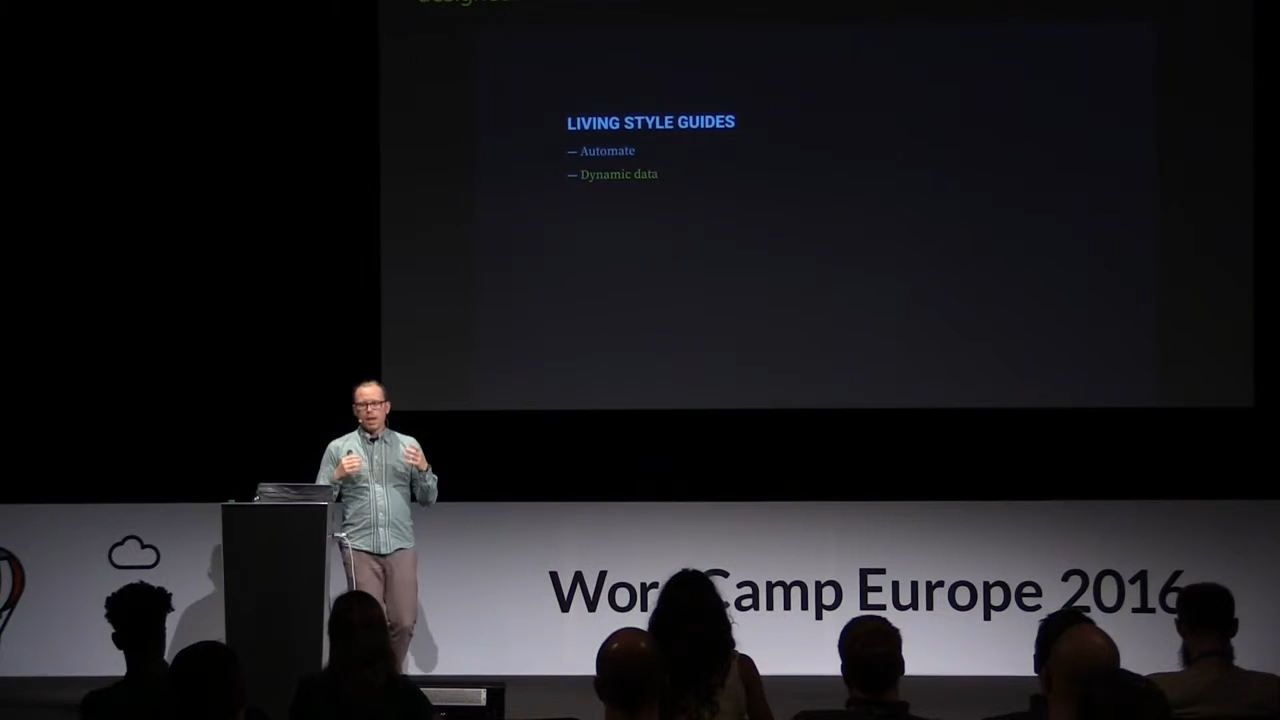 LIVING STYLE GUIDES
— Automate
— Dynamic data
WordCamp Europe 2016